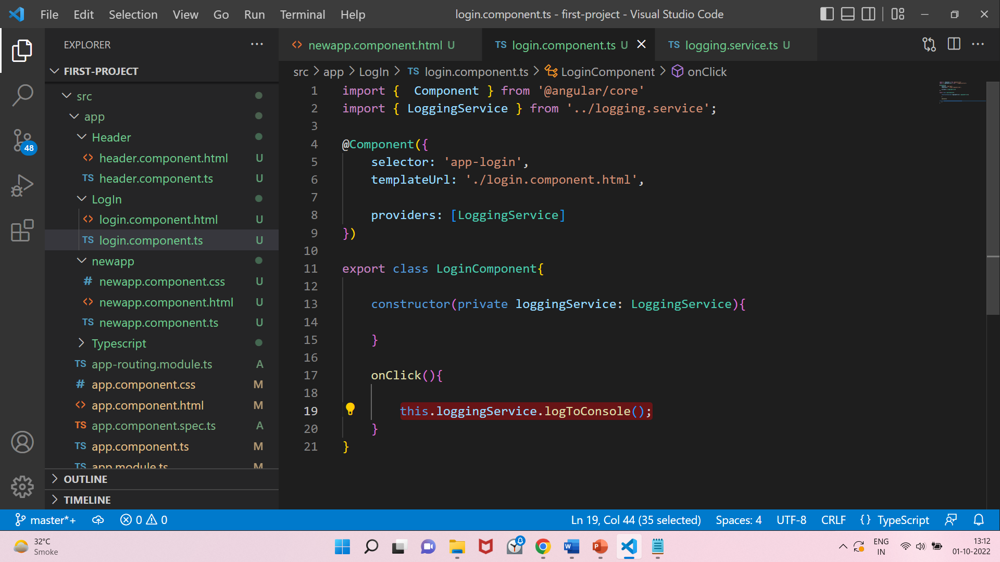 File Edit Selection View Go Run Terminal Help
login.component.ts - first-project - Visual Studio Code
EXPLORER
FIRST-PROJECT
src
app
Header
header.component.html U
TS header.component.ts U
LogIn
login.component.html U
TS login.component.ts U
newapp
# newapp.component.css U
newapp.component.html U
TS newapp.component.ts U
Typescript
TS app-routing.module.ts A
# app.component.css M
app.component.html M
TS app.component.spec.ts A
TS app.component.ts M
TS app.module.ts M
OUTLINE
TIMELINE
48
newapp.component.html U
TS login.component.ts U
TS logging.service.ts U
src > app > LogIn > TS login.component.ts > LoginComponent > onClick
1 import {  Component } from '@angular/core'
2 import { LoggingService } from '../logging.service';
3
4 @Component({
5     selector: 'app-login',
6     templateUrl: './login.component.html',
7
8     providers: [LoggingService]
9 })
10
11 export class LoginComponent{
12
13     constructor(private loggingService: LoggingService){
14
15     }
16
17     onClick(){
18
19         this.loggingService.logToConsole();
20     }
21 }
master*+ 0 0
Ln 19, Col 44 (35 selected) Spaces: 4 UTF-8 CRLF {} TypeScript
32°C
Smoke
ENG
IN
13:12
01-10-2022